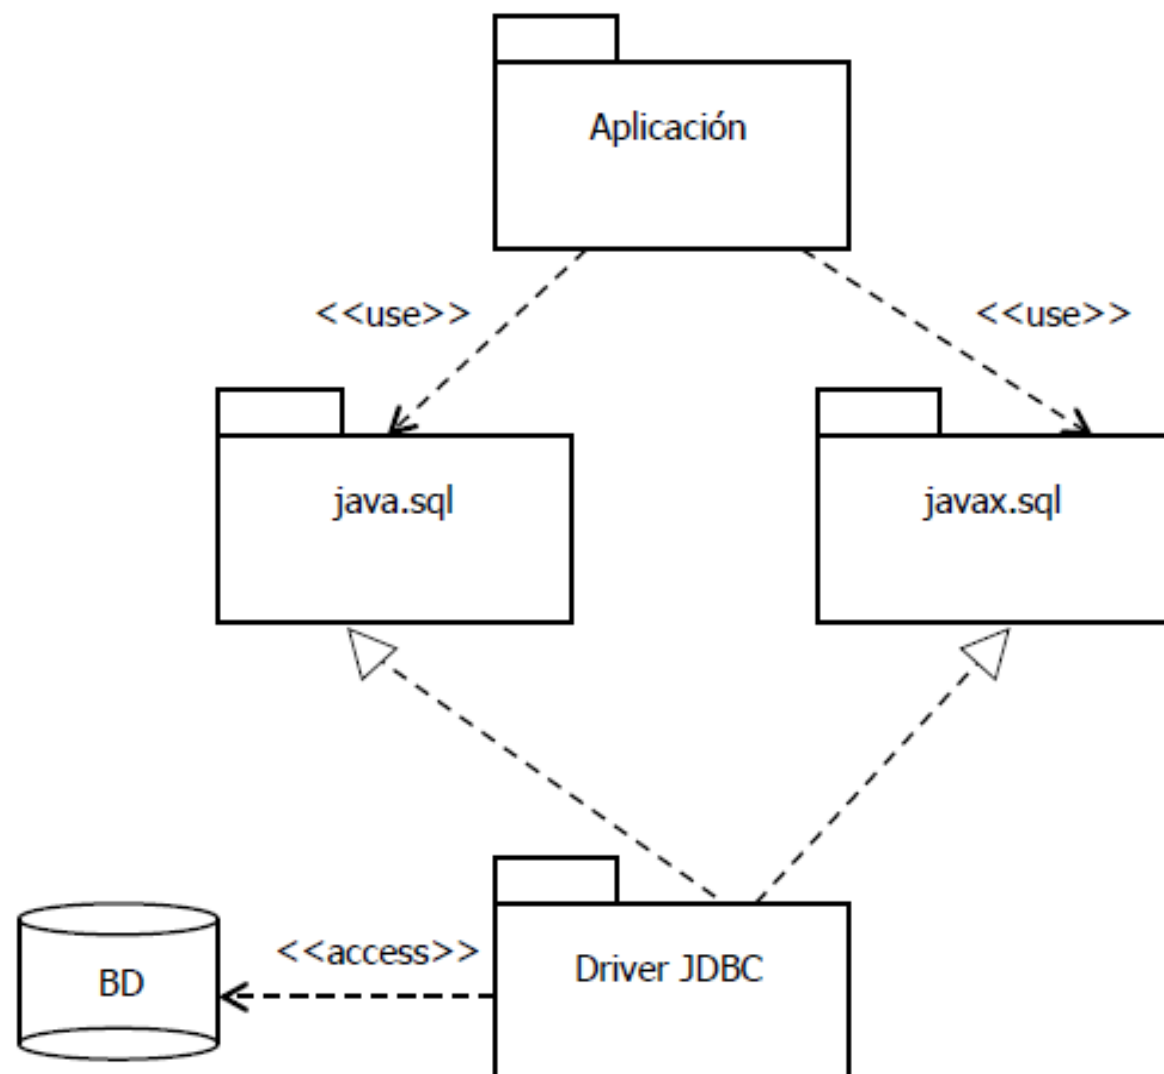 Aplicación
<<use>>
<<use>>
java.sql
javax.sql
<<access>>
BD
Driver JDBC